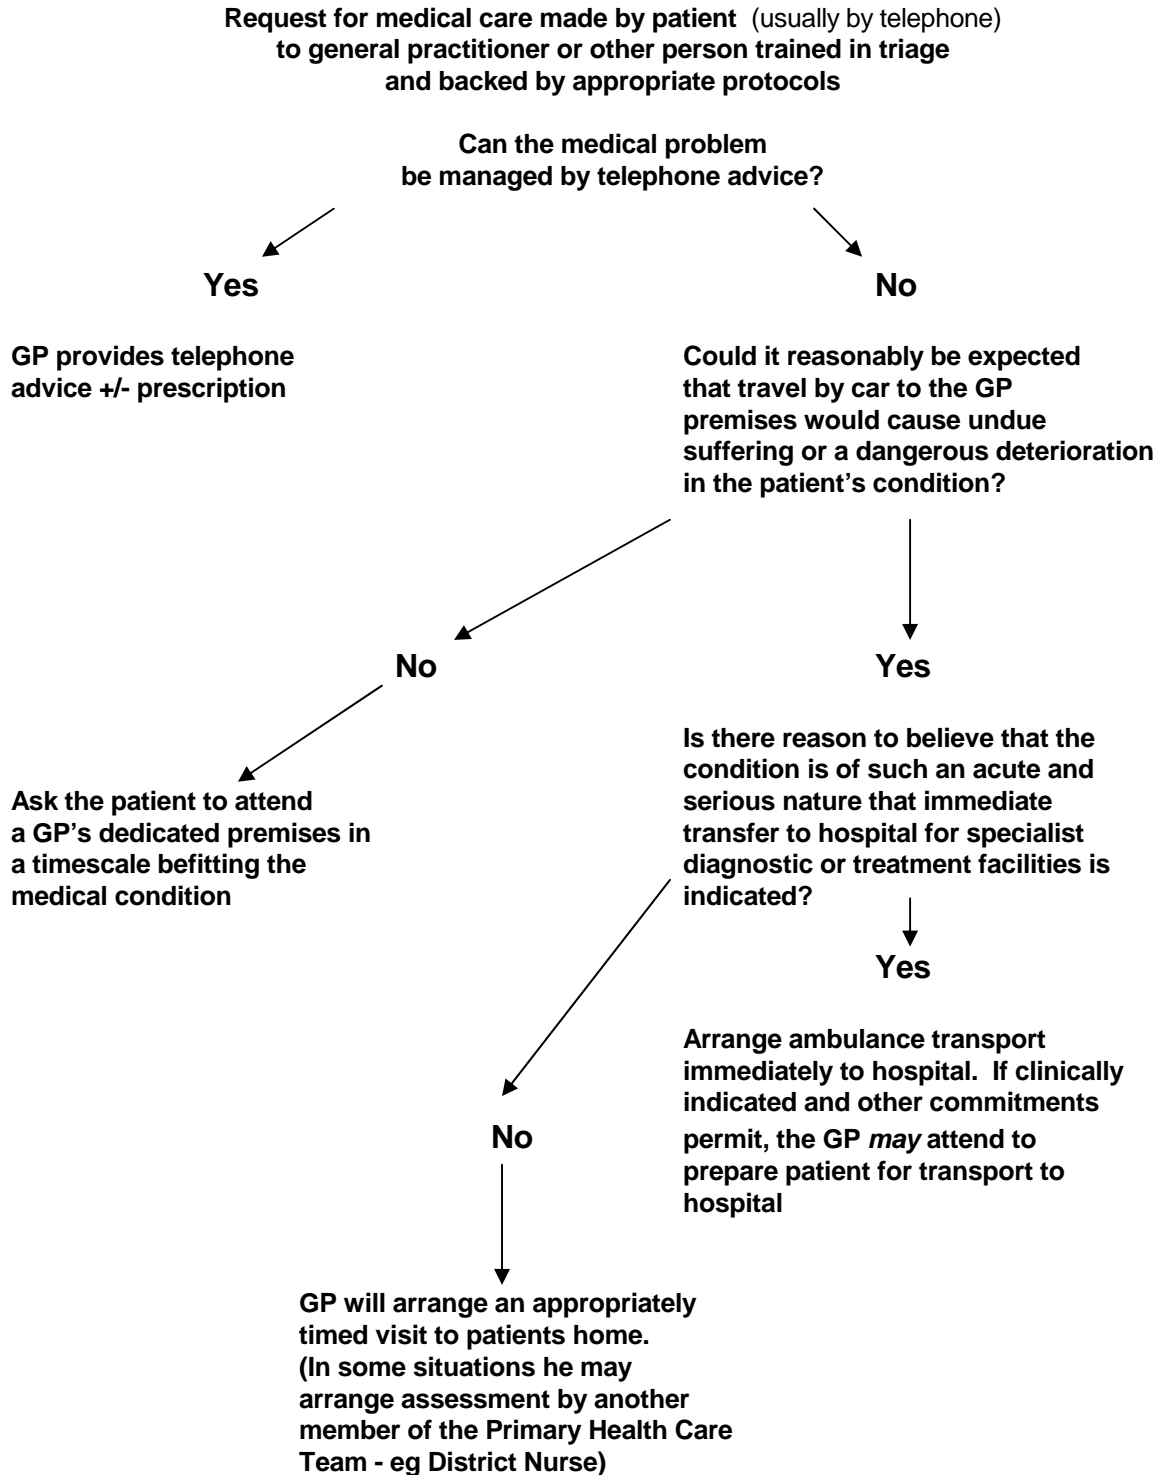 Request for medical care made by patient (usually by telephone)
to general practitioner or other person trained in triage
and backed by appropriate protocols
Can the medical problem
be managed by telephone advice?
Yes
No
GP provides telephone
advice +/- prescription
Could it reasonably be expected
that travel by car to the GP
premises would cause undue
suffering or a dangerous deterioration
in the patient’s condition?
No
Yes
Ask the patient to attend
a GP’s dedicated premises in
a timescale befitting the
medical condition
Is there reason to believe that the
condition is of such an acute and
serious nature that immediate
transfer to hospital for specialist
diagnostic or treatment facilities is
indicated?
Yes
Arrange ambulance transport
immediately to hospital. If clinically
indicated and other commitments
permit, the GP may attend to
prepare patient for transport to
hospital
No
GP will arrange an appropriately
timed visit to patients home.
(In some situations he may
arrange assessment by another
member of the Primary Health Care
Team - eg District Nurse)